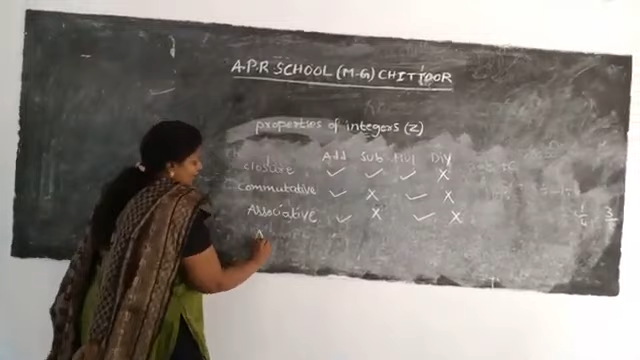 A.P.R SCHOOL (M-G) CHITTOOR
properties of integers (Z)
Add Sub Mul Div
closure ✓ ✓ ✓ X
commutative ✓ X ✓ X
Associative ✓ X ✓ X